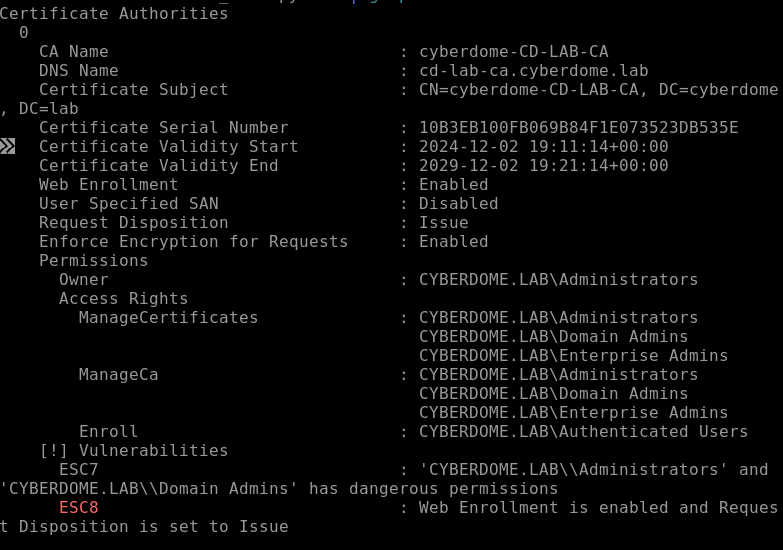 Certificate Authorities
  0
    CA Name                             : cyberdome-CD-LAB-CA
    DNS Name                            : cd-lab-ca.cyberdome.lab
    Certificate Subject                 : CN=cyberdome-CD-LAB-CA, DC=cyberdome
, DC=lab
    Certificate Serial Number           : 10B3EB100FB069B84F1E073523DB535E
    Certificate Validity Start          : 2024-12-02 19:11:14+00:00
    Certificate Validity End            : 2029-12-02 19:21:14+00:00
    Web Enrollment                      : Enabled
    User Specified SAN                  : Disabled
    Request Disposition                 : Issue
    Enforce Encryption for Requests     : Enabled
    Permissions
      Owner                             : CYBERDOME.LAB\Administrators
      Access Rights
        ManageCertificates              : CYBERDOME.LAB\Administrators
                                          CYBERDOME.LAB\Domain Admins
                                          CYBERDOME.LAB\Enterprise Admins
        ManageCa                        : CYBERDOME.LAB\Administrators
                                          CYBERDOME.LAB\Domain Admins
                                          CYBERDOME.LAB\Enterprise Admins
        Enroll                          : CYBERDOME.LAB\Authenticated Users
    [!] Vulnerabilities
      ESC7                              : 'CYBERDOME.LAB\\Administrators' and
'CYBERDOME.LAB\\Domain Admins' has dangerous permissions
      ESC8                              : Web Enrollment is enabled and Reques
t Disposition is set to Issue